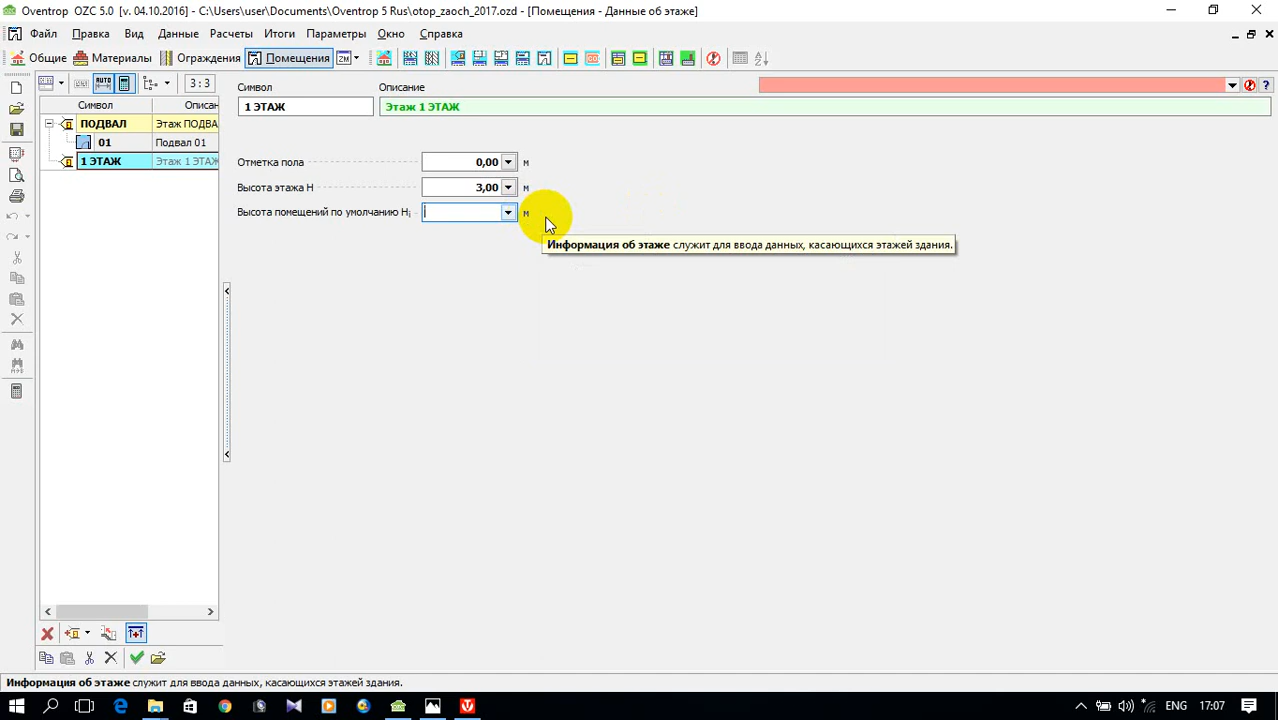 Oventrop OZC 5.0 [v. 04.10.2016] - C:\Users\user\Documents\Oventrop 5 Rus\otop_zaoch_2017.ozd - [Помещения - Данные об этаже]
Файл Правка Вид Данные Расчеты Итоги Параметры Окно Справка
Общие Материалы Ограждения Помещения
AUTO 3 : 3
Символ Описание
Символ Описан
1 ЭТАЖ Этаж 1 ЭТАЖ
ПОДВАЛ Этаж ПОДВА
01 Подвал 01
1 ЭТАЖ Этаж 1 ЭТАЖ
Отметка пола 0,00 м
Высота этажа H 3,00 м
Высота помещений по умолчанию Hi м
Информация об этаже служит для ввода данных, касающихся этажей здания.
Информация об этаже служит для ввода данных, касающихся этажей здания.
ENG 17:07